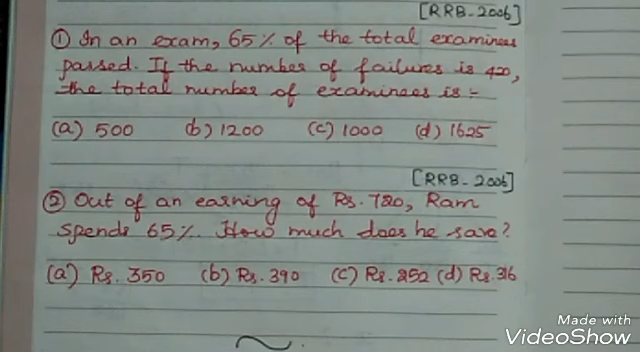 [RRB-2006]
① In an exam, 65% of the total examinees
passed. If the number of failures is 420,
the total number of examinees is :-
(a) 500 (b) 1200 (c) 1000 (d) 1625
[RRB-2006]
② Out of an earning of Rs. 720, Ram
spends 65%. How much does he save?
(a) Rs. 350 (b) Rs. 390 (c) Rs. 252 (d) Rs. 316
Made with
VideoShow